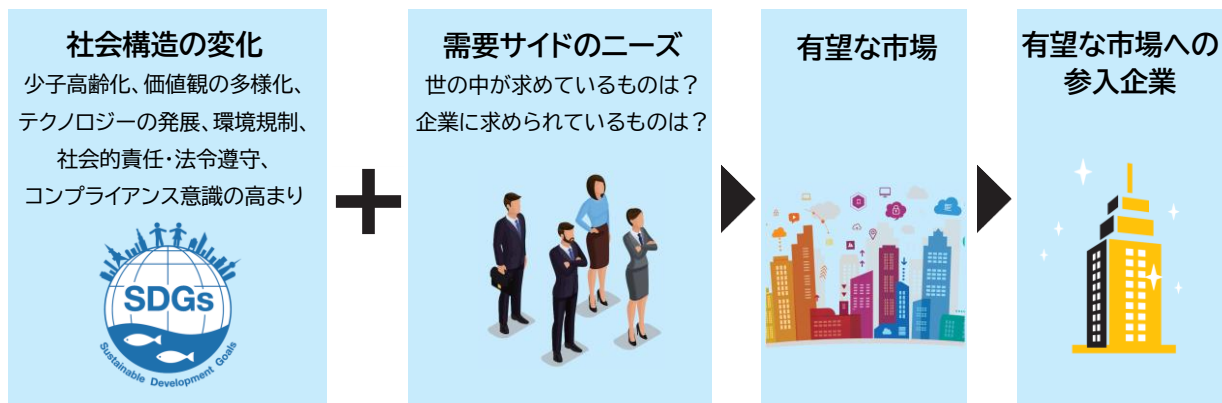 社会構造の変化
少子高齢化、価値観の多様化、
テクノロジーの発展、環境規制、
社会的責任・法令遵守、
コンプライアンス意識の高まり
SDGs
Sustainable Development Goals
需要サイドのニーズ
世の中が求めているものは？
企業に求められているものは？
有望な市場
有望な市場への
参入企業